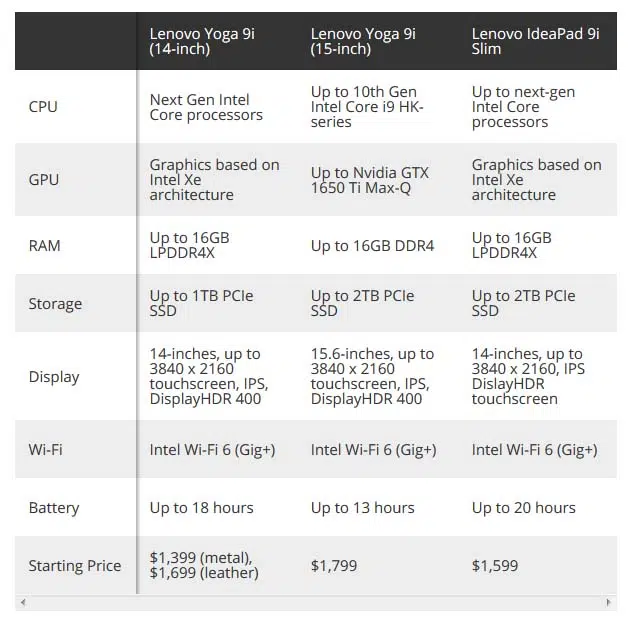 Lenovo Yoga 9i
(14-inch)
Lenovo Yoga 9i
(15-inch)
Lenovo IdeaPad 9i
Slim
CPU
Next Gen Intel
Core processors
Up to 10th Gen
Intel Core i9 HK-
series
Up to next-gen
Intel Core
processors
GPU
Graphics based on
Intel Xe
architecture
Up to Nvidia GTX
1650 Ti Max-Q
Graphics based on
Intel Xe
architecture
RAM
Up to 16GB
LPDDR4X
Up to 16GB DDR4
Up to 16GB
LPDDR4X
Storage
Up to 1TB PCIe
SSD
Up to 2TB PCIe
SSD
Up to 2TB PCIe
SSD
Display
14-inches, up to
3840 x 2160
touchscreen, IPS,
DisplayHDR 400
15.6-inches, up to
3840 x 2160
touchscreen, IPS,
DisplayHDR 400
14-inches, up to
3840 x 2160, IPS
DislayHDR
touchscreen
Wi-Fi
Intel Wi-Fi 6 (Gig+)
Intel Wi-Fi 6 (Gig+)
Intel Wi-Fi 6 (Gig+)
Battery
Up to 18 hours
Up to 13 hours
Up to 20 hours
Starting Price
$1,399 (metal),
$1,699 (leather)
$1,799
$1,599